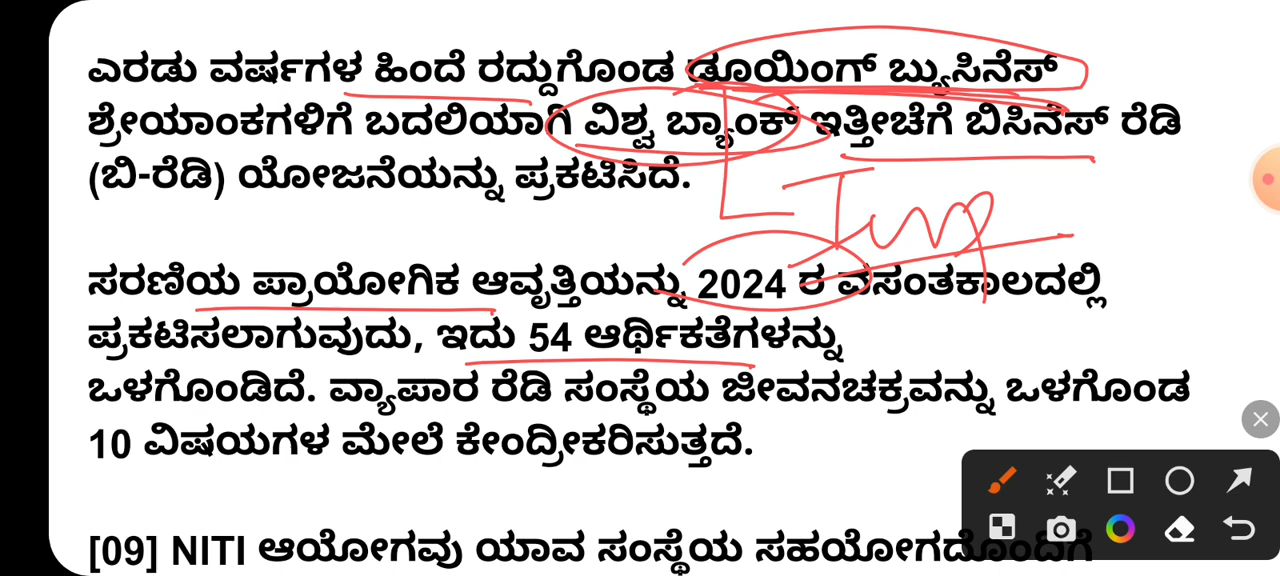 ಎರಡು ವರ್ಷಗಳ ಹಿಂದೆ ರದ್ದುಗೊಂಡ ಡೂಯಿಂಗ್ ಬ್ಯುಸಿನೆಸ್
ಶ್ರೇಯಾಂಕಗಳಿಗೆ ಬದಲಿಯಾಗಿ ವಿಶ್ವ ಬ್ಯಾಂಕ್ ಇತ್ತೀಚೆಗೆ ಬಿಸಿನೆಸ್ ರೆಡಿ
(ಬಿ-ರೆಡಿ) ಯೋಜನೆಯನ್ನು ಪ್ರಕಟಿಸಿದೆ.
Imp
ಸರಣಿಯ ಪ್ರಾಯೋಗಿಕ ಆವೃತ್ತಿಯನ್ನು 2024 ರ ವಸಂತಕಾಲದಲ್ಲಿ
ಪ್ರಕಟಿಸಲಾಗುವುದು, ಇದು 54 ಆರ್ಥಿಕತೆಗಳನ್ನು
ಒಳಗೊಂಡಿದೆ. ವ್ಯಾಪಾರ ರೆಡಿ ಸಂಸ್ಥೆಯ ಜೀವನಚಕ್ರವನ್ನು ಒಳಗೊಂಡ
10 ವಿಷಯಗಳ ಮೇಲೆ ಕೇಂದ್ರೀಕರಿಸುತ್ತದೆ.
[09] NITI ಆಯೋಗವು ಯಾವ ಸಂಸ್ಥೆಯ ಸಹಯೋಗದೊಂದಿಗೆ